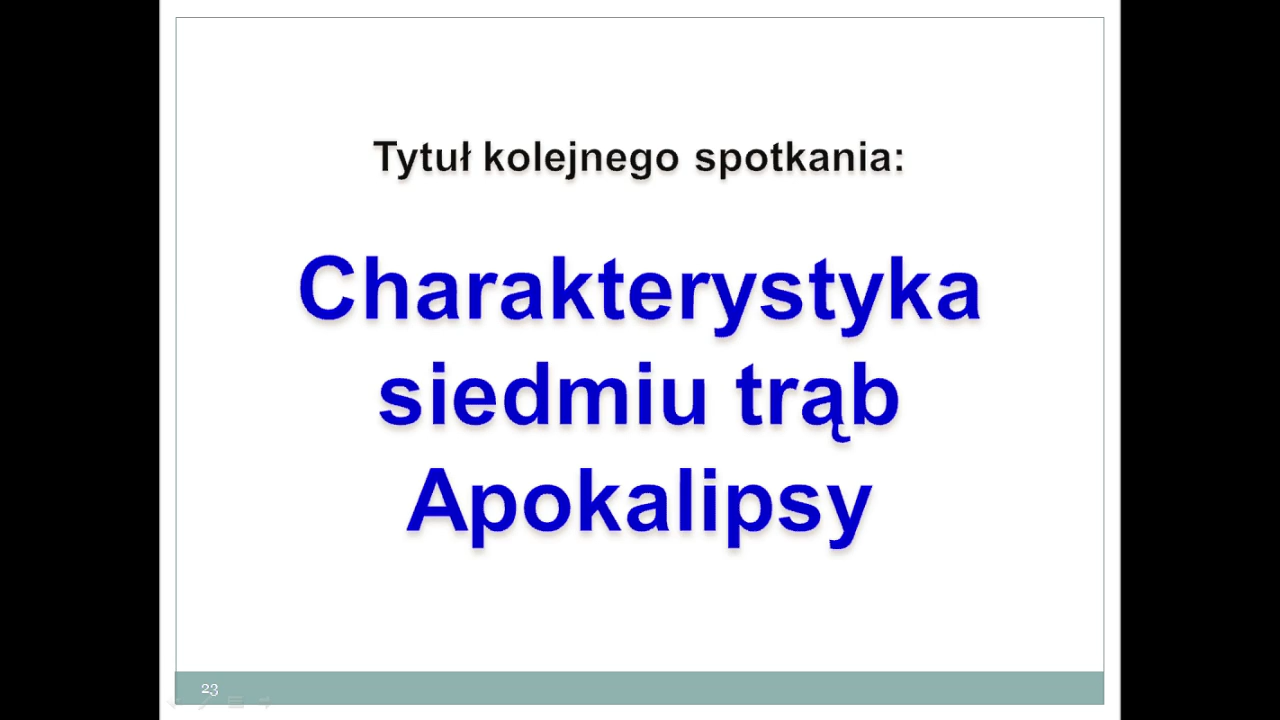 Tytuł kolejnego spotkania:
Charakterystyka
siedmiu trąb
Apokalipsy
23